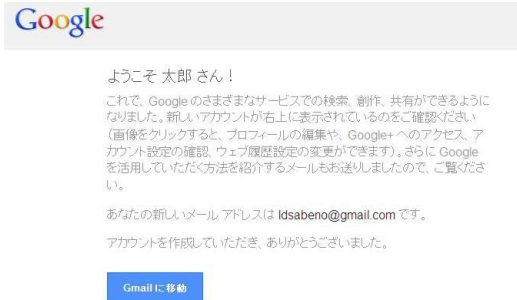 Google
ようこそ 太郎 さん！
これで、Google のさまざまなサービスでの検索、創作、共有ができるように
なりました。新しいアカウントが右上に表示されているのをご確認ください
（画像をクリックすると、プロフィールの編集や、Google+ へのアクセス、ア
カウント設定の確認、ウェブ履歴設定の変更ができます）。さらに Google
を活用していただく方法を紹介するメールもお送りしましたので、ご覧くださ
い。
あなたの新しいメール アドレスは ldsabeno@gmail.com です。
アカウントを作成していただき、ありがとうございました。
Gmail に移動